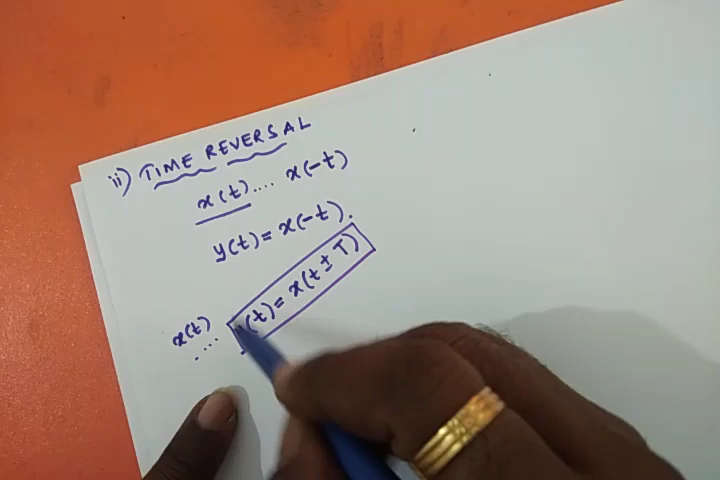 ii) TIME REVERSAL
x(t).... x(-t)
y(t) = x(-t).
(t) = x(t ± T)
x(t) ....